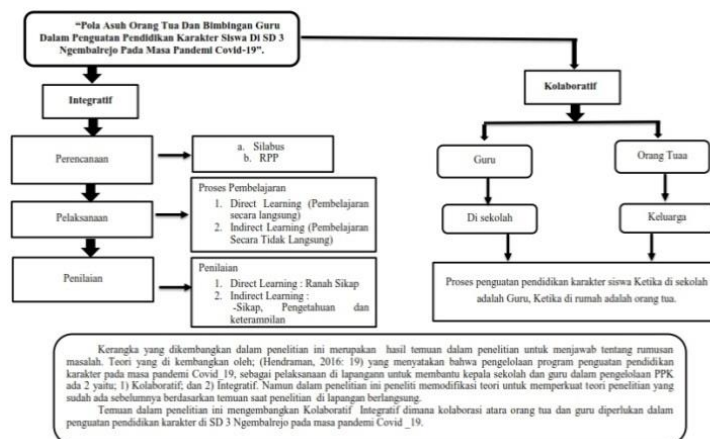 “Pola Asuh Orang Tua Dan Bimbingan Guru
Dalam Penguatan Pendidikan Karakter Siswa Di SD 3
Ngembalrejo Pada Masa Pandemi Covid-19”.
Integratif
Perencanaan
a. Silabus
b. RPP
Pelaksanaan
Proses Pembelajaran
1. Direct Learning (Pembelajaran
secara langsung)
2. Indirect Learning (Pembelajaran
Secara Tidak Langsung)
Penilaian
Penilaian
1. Direct Learning : Ranah Sikap
2. Indirect Learning :
-Sikap, Pengetahuan dan
keterampilan
Kolaboratif
Guru
Orang Tuaa
Di sekolah
Keluarga
Proses penguatan pendidikan karakter siswa Ketika di sekolah
adalah Guru, Ketika di rumah adalah orang tua.
Kerangka yang dikembangkan dalam penelitian ini merupakan hasil temuan dalam penelitian untuk menjawab tentang rumusan
masalah. Teori yang di kembangkan oleh; (Hendraman, 2016: 19) yang menyatakan bahwa pengelolaan program penguatan pendidikan
karakter pada masa pandemi Covid_19, sebagai pelaksanaan di lapangann untuk membantu kepala sekolah dan guru dalam pengelolaan PPK
ada 2 yaitu; 1) Kolaboratif; dan 2) Integratif. Namun dalam penelitian ini peneliti memodifikasi teori untuk memperkuat teori penelitian yang
sudah ada sebelumnya berdasarkan temuan saat penelitian di lapangan berlangsung.
Temuan dalam penelitian ini mengembangkan Kolaboratif Integratif dimana kolaborasi atara orang tua dan guru diperlukan dalam
penguatan pendidikan karakter di SD 3 Ngembalrejo pada masa pandemi Covid _19.